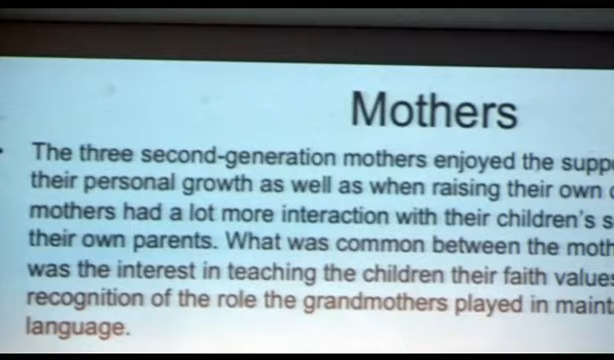 Mothers
The three second-generation mothers enjoyed the
their personal growth as well as when raising their own
mothers had a lot more interaction with their children's
their own parents. What was common between the
was the interest in teaching the children their faith values
recognition of the role the grandmothers played in
language.